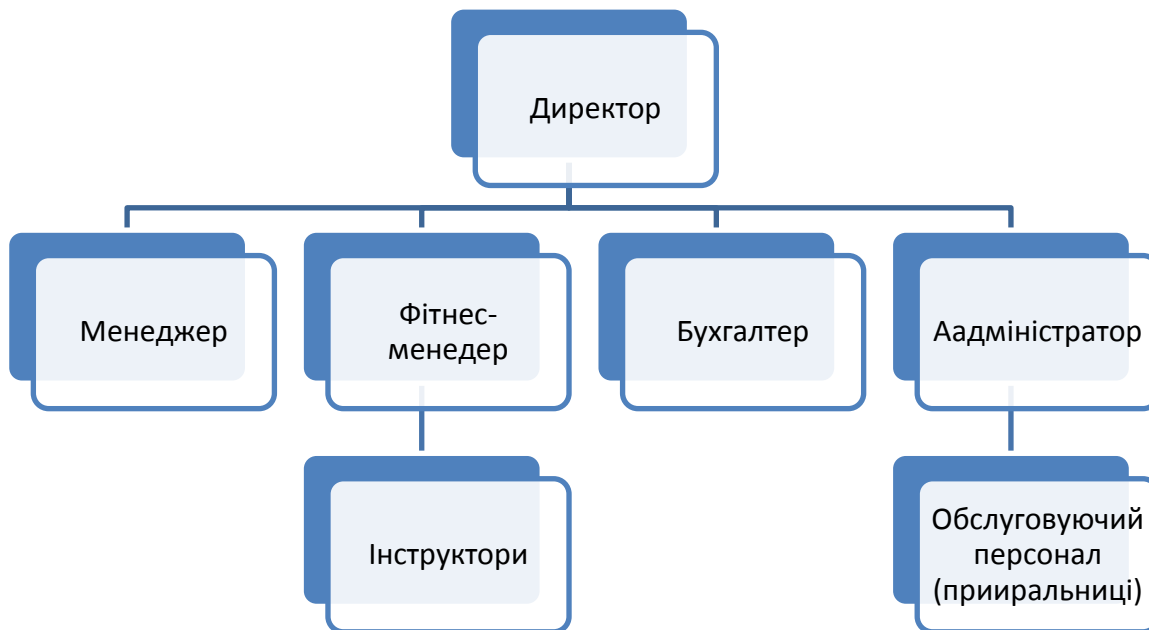 Директор
Менеджер
Фітнес-
менедер
Бухгалтер
Аадміністратор
Інструктори
Обслуговуючий
персонал
(прииральниці)